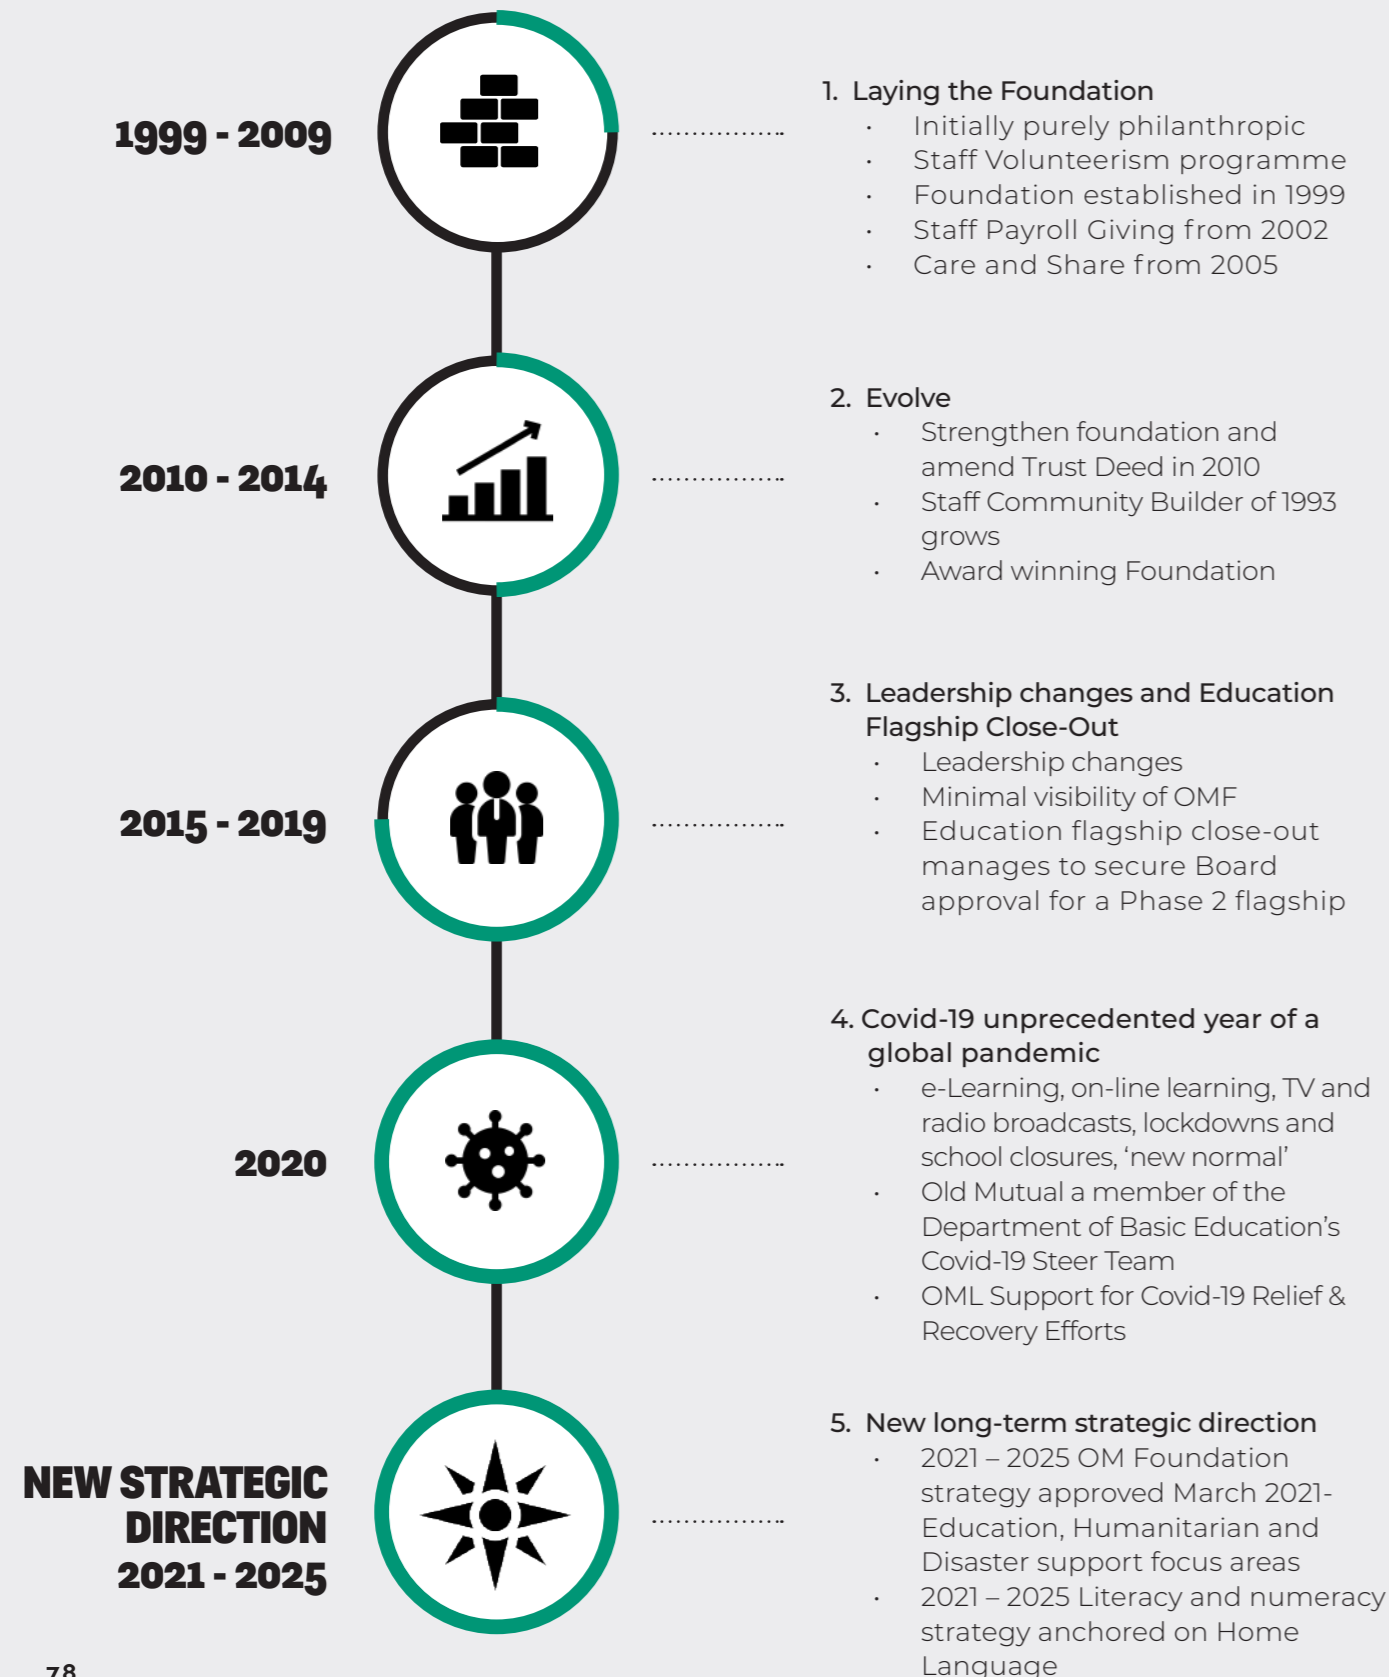 1999 - 2009
1. Laying the Foundation
· Initially purely philanthropic
· Staff Volunteerism programme
· Foundation established in 1999
· Staff Payroll Giving from 2002
· Care and Share from 2005
2010 - 2014
2. Evolve
· Strengthen foundation and
amend Trust Deed in 2010
· Staff Community Builder of 1993
grows
· Award winning Foundation
2015 - 2019
3. Leadership changes and Education
Flagship Close-Out
· Leadership changes
· Minimal visibility of OMF
· Education flagship close-out
manages to secure Board
approval for a Phase 2 flagship
2020
4. Covid-19 unprecedented year of a
global pandemic
· e-Learning, on-line learning, TV and
radio broadcasts, lockdowns and
school closures, ‘new normal’
· Old Mutual a member of the
Department of Basic Education’s
Covid-19 Steer Team
· OML Support for Covid-19 Relief &
Recovery Efforts
NEW STRATEGIC
DIRECTION
2021 - 2025
5. New long-term strategic direction
· 2021 – 2025 OM Foundation
strategy approved March 2021-
Education, Humanitarian and
Disaster support focus areas
· 2021 – 2025 Literacy and numeracy
strategy anchored on Home
Language
78